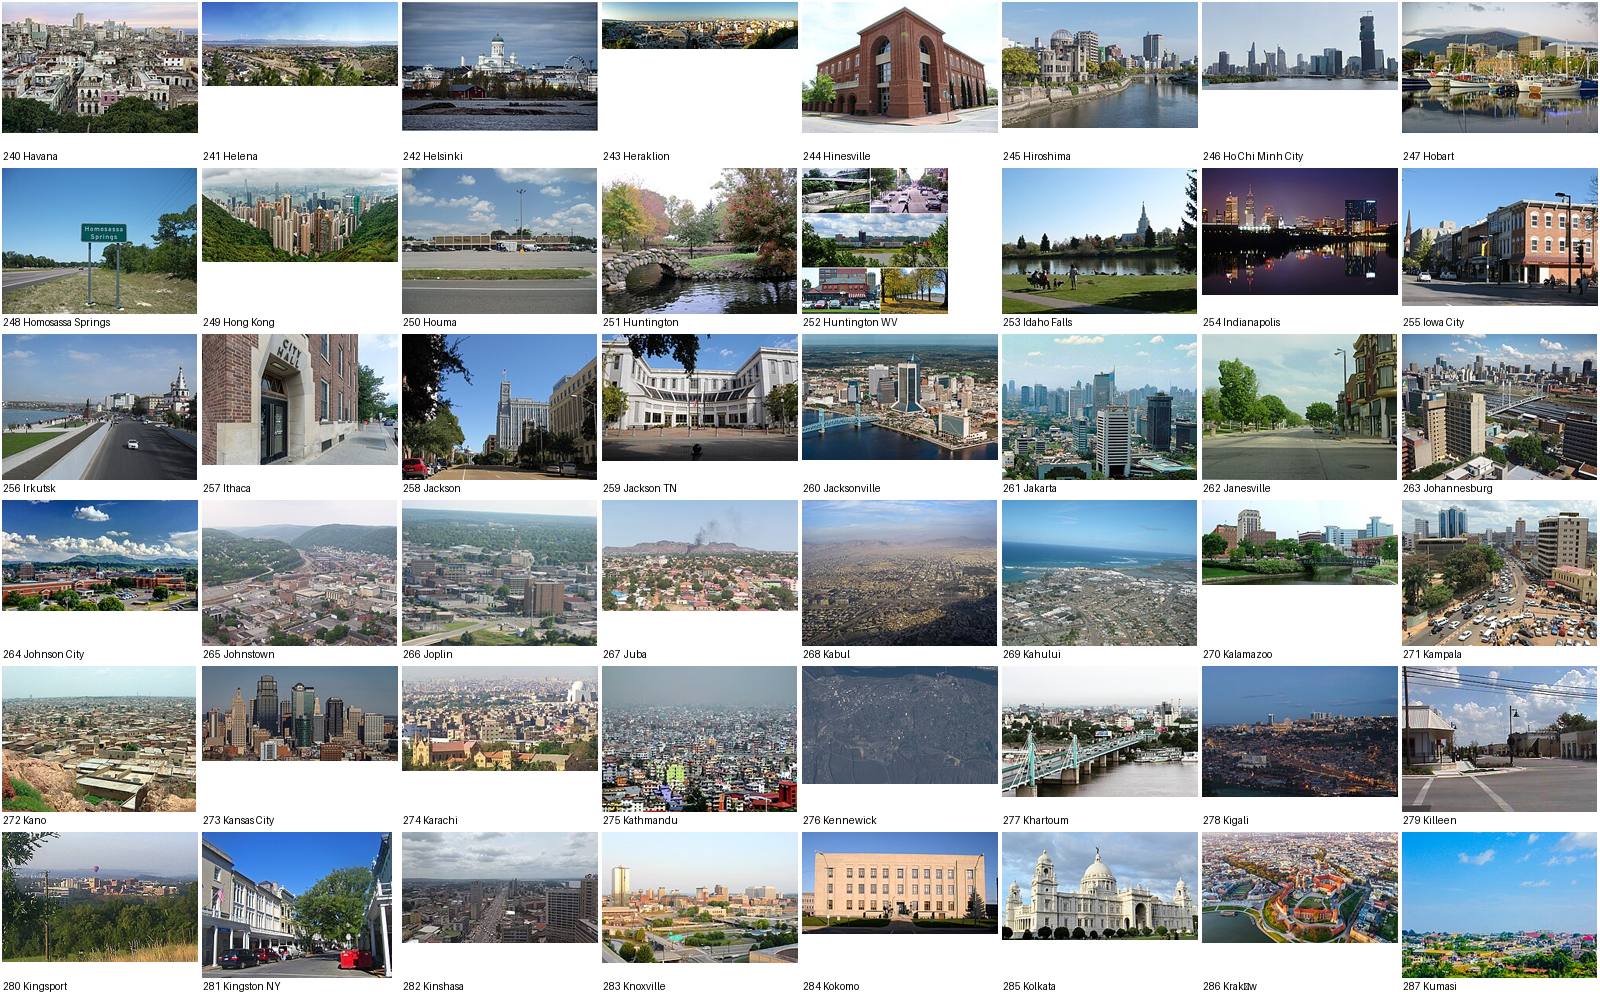 240 Havana
241 Helena
242 Helsinki
243 Heraklion
244 Hinesville
245 Hiroshima
246 Ho Chi Minh City
247 Hobart
Homosassa
Springs
248 Homosassa Springs
249 Hong Kong
250 Houma
251 Huntington
252 Huntington WV
253 Idaho Falls
254 Indianapolis
255 Iowa City
CITY
HALL
256 Irkutsk
257 Ithaca
258 Jackson
259 Jackson TN
260 Jacksonville
261 Jakarta
262 Janesville
263 Johannesburg
264 Johnson City
265 Johnstown
266 Joplin
267 Juba
268 Kabul
269 Kahului
270 Kalamazoo
271 Kampala
272 Kano
273 Kansas City
274 Karachi
275 Kathmandu
276 Kennewick
277 Khartoum
278 Kigali
279 Killeen
280 Kingsport
281 Kingston NY
282 Kinshasa
283 Knoxville
284 Kokomo
285 Kolkata
286 Krak�w
287 Kumasi